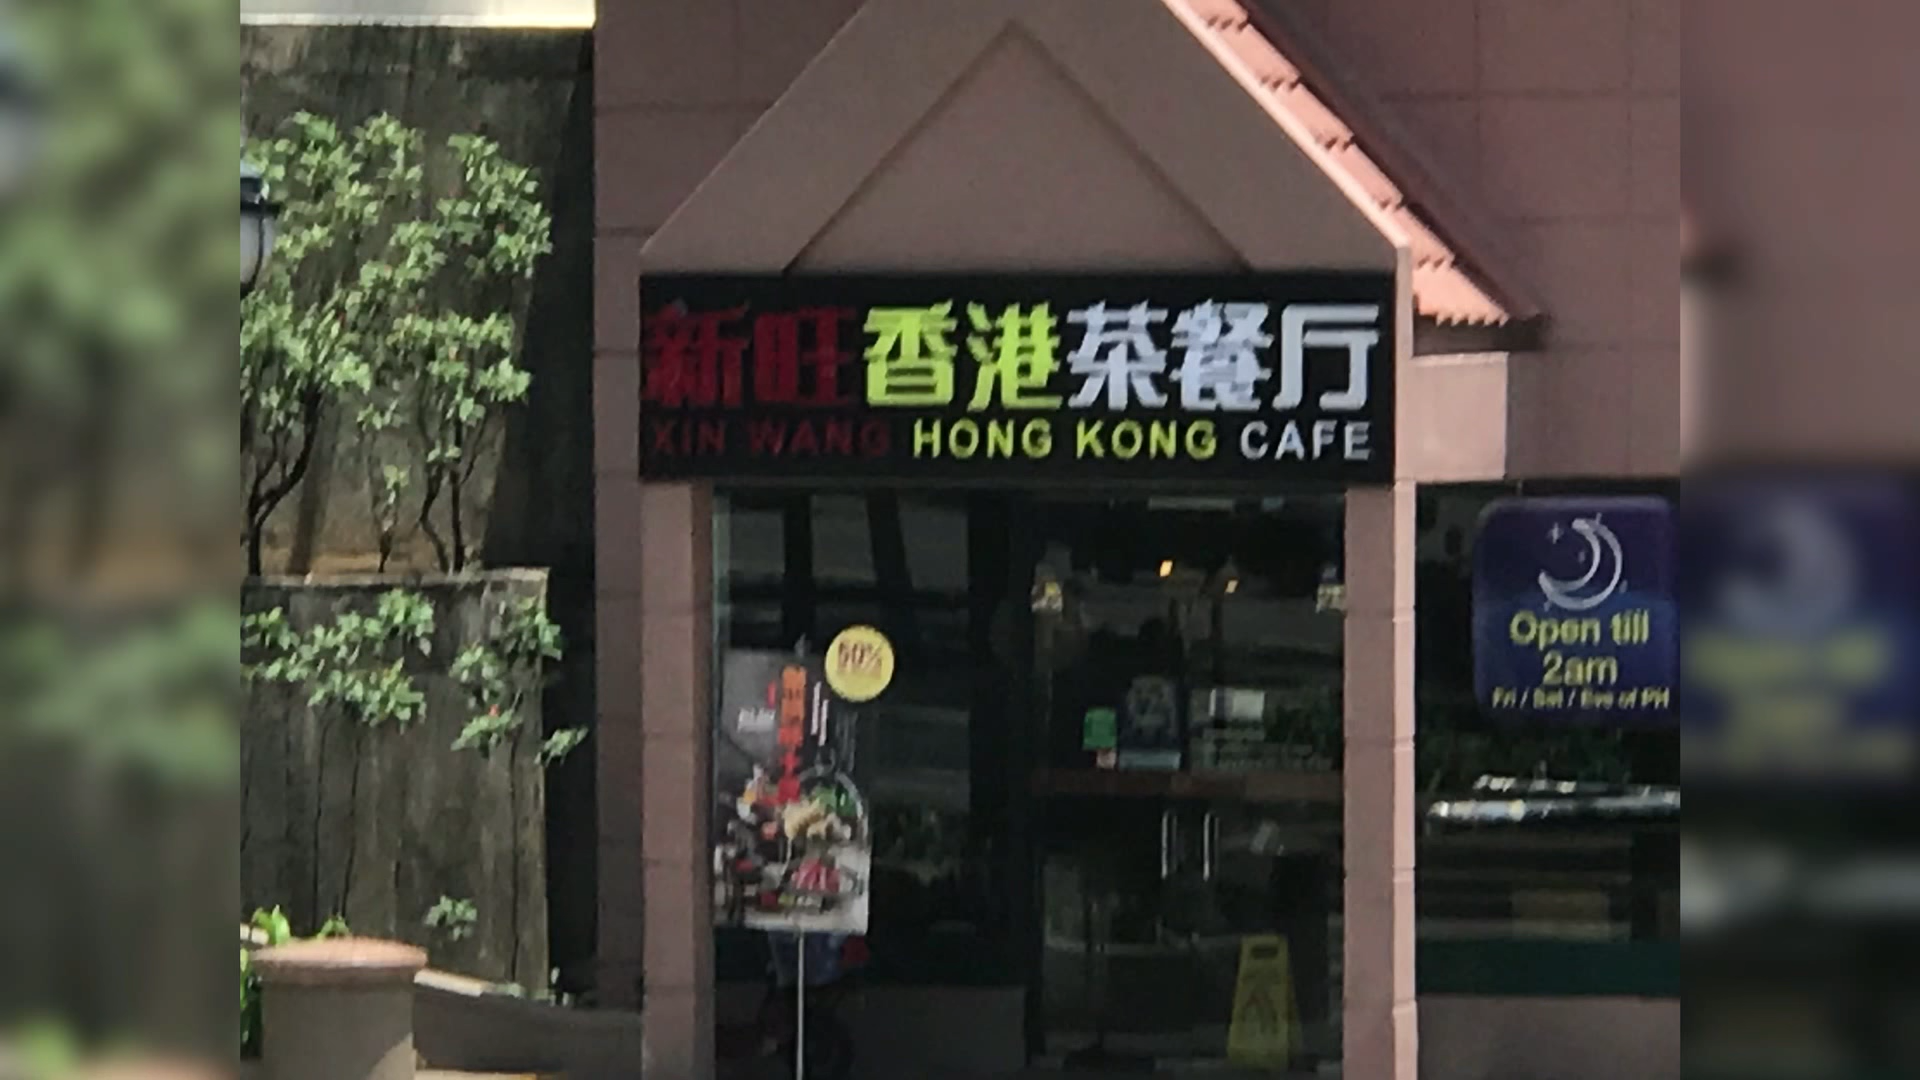 新旺香港茶餐厅
XIN WANG HONG KONG CAFE
50%
Open till
2am
Fri / Sat / Eve of PH